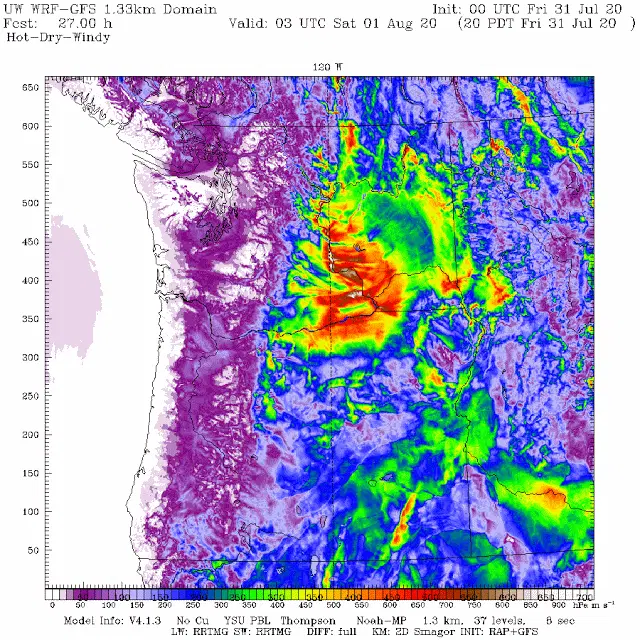 UW WRF-GFS 1.33km Domain Init: 00 UTC Fri 31 Jul 20
Fcst: 27.00 h Valid: 03 UTC Sat 01 Aug 20 (20 PDT Fri 31 Jul 20 )
Hot-Dry-Windy
120 W
650
600
550
500
450
400
350
300
250
200
150
100
50
0 50 100 150 200 250 300 350 400 450 500 550 600 650 700
0 50 100 150 200 250 300 350 400 450 500 550 600 650 700 750 800 850 900 hPa m s⁻¹
Model Info: V4.1.3 No Cu YSU PBL Thompson Noah-MP 1.3 km, 37 levels, 8 sec
LW: RRTMG SW: RRTMG DIFF: full KM: 2D Smagor INIT: RAP+GFS